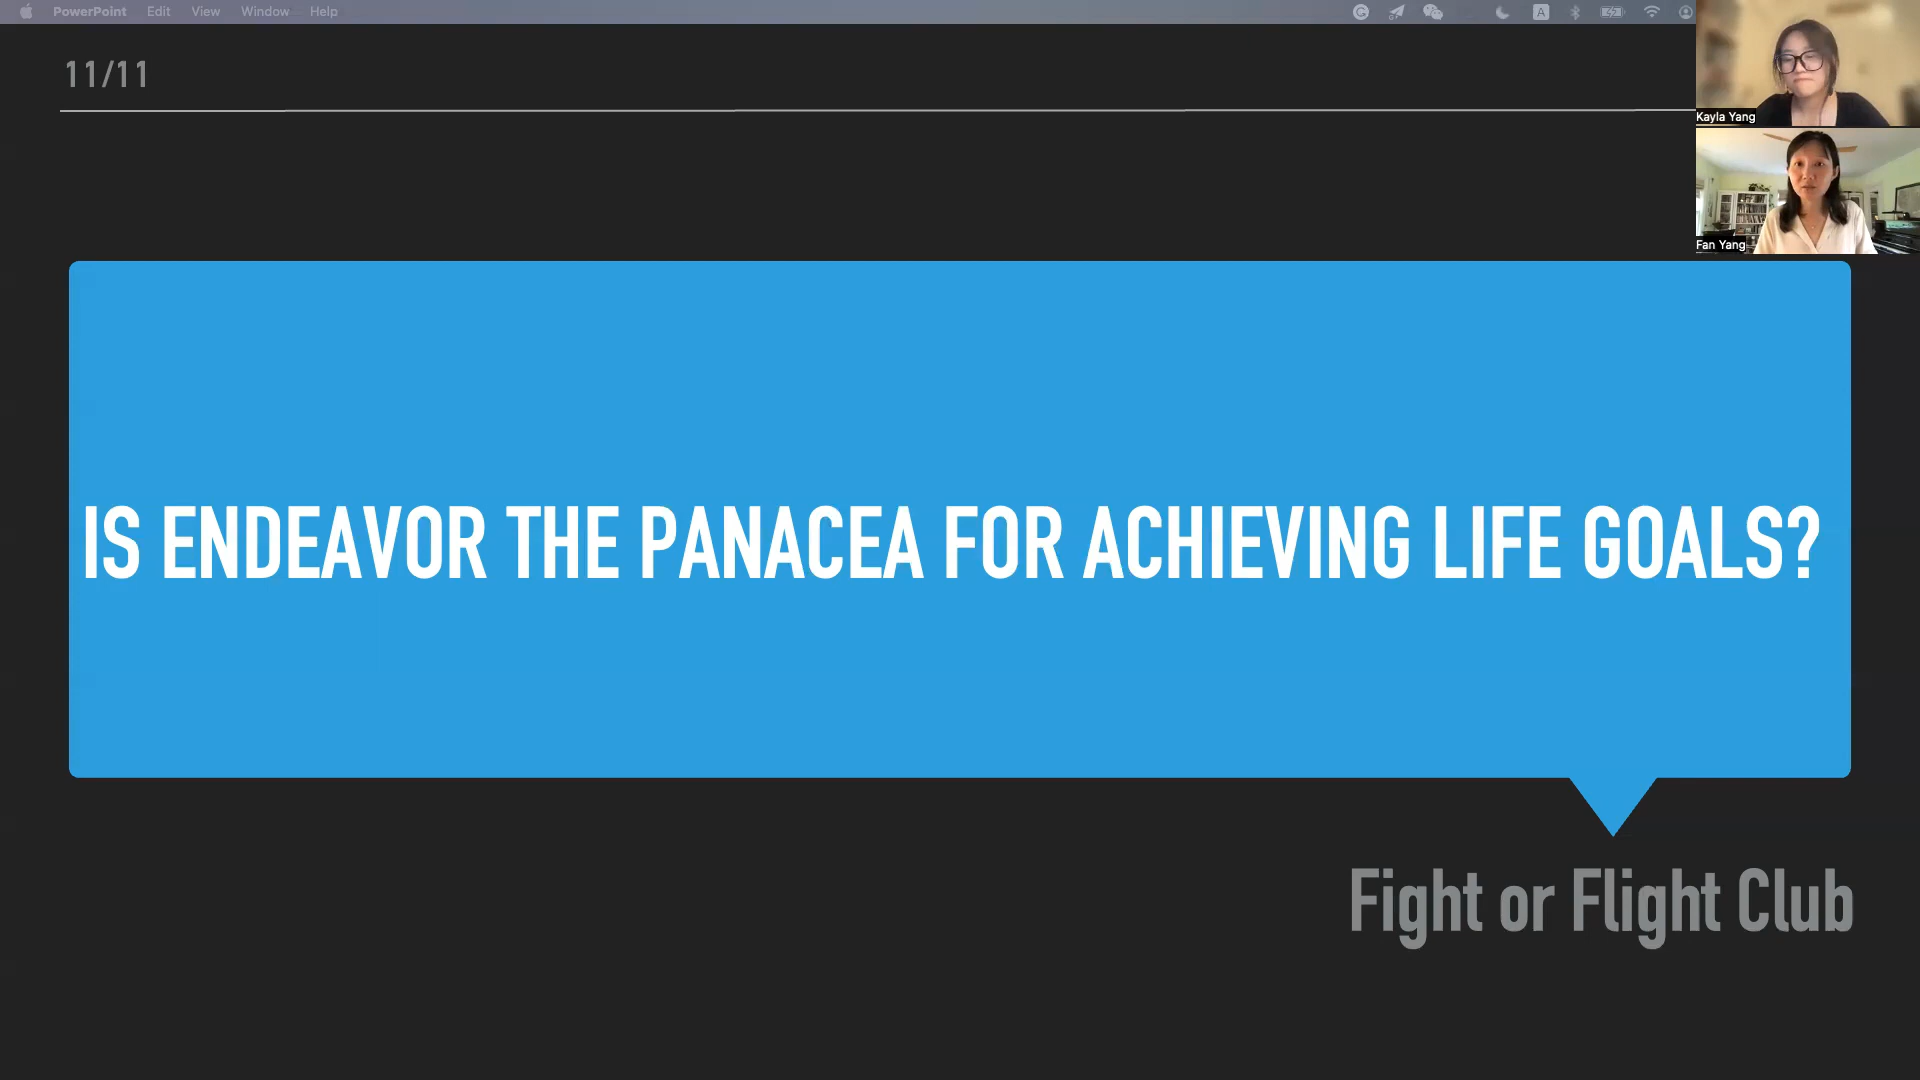 PowerPoint Edit View Window Help
A
11/11
Kayla Yang
Fan Yang
IS ENDEAVOR THE PANACEA FOR ACHIEVING LIFE GOALS?
Fight or Flight Club